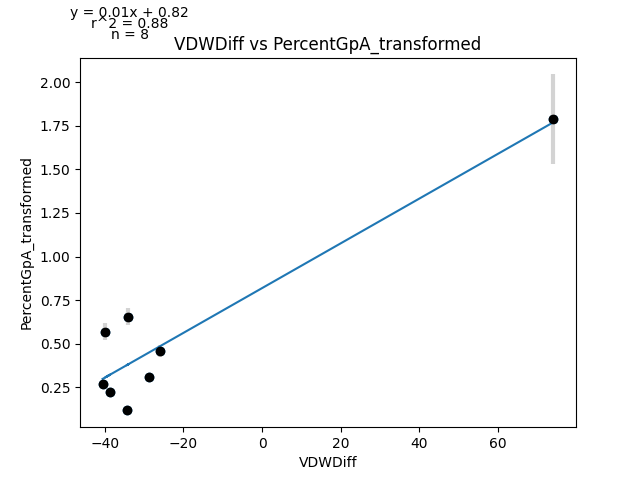 y = 0.01x + 0.82
r^2 = 0.88
n = 8
VDWDiff vs PercentGpA_transformed
2.00
1.75
1.50
1.25
1.00
0.75
0.50
0.25
PercentGpA_transformed
−40
−20
0
20
40
60
VDWDiff